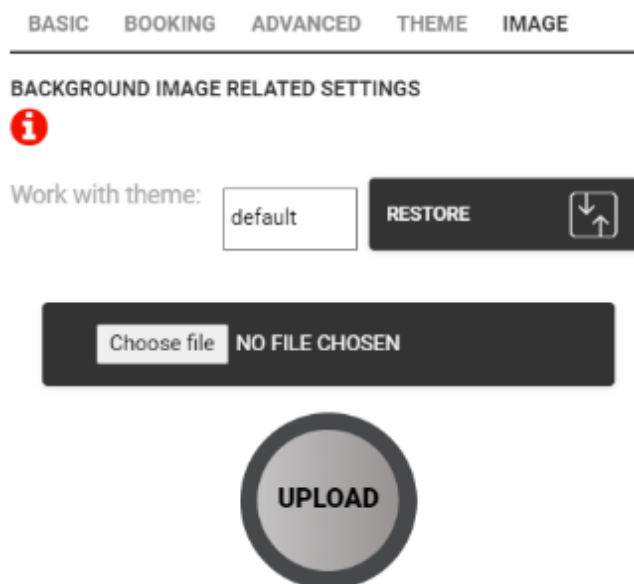 BASIC BOOKING ADVANCED THEME IMAGE
BACKGROUND IMAGE RELATED SETTINGS
Work with theme: default RESTORE
Choose file NO FILE CHOSEN
UPLOAD